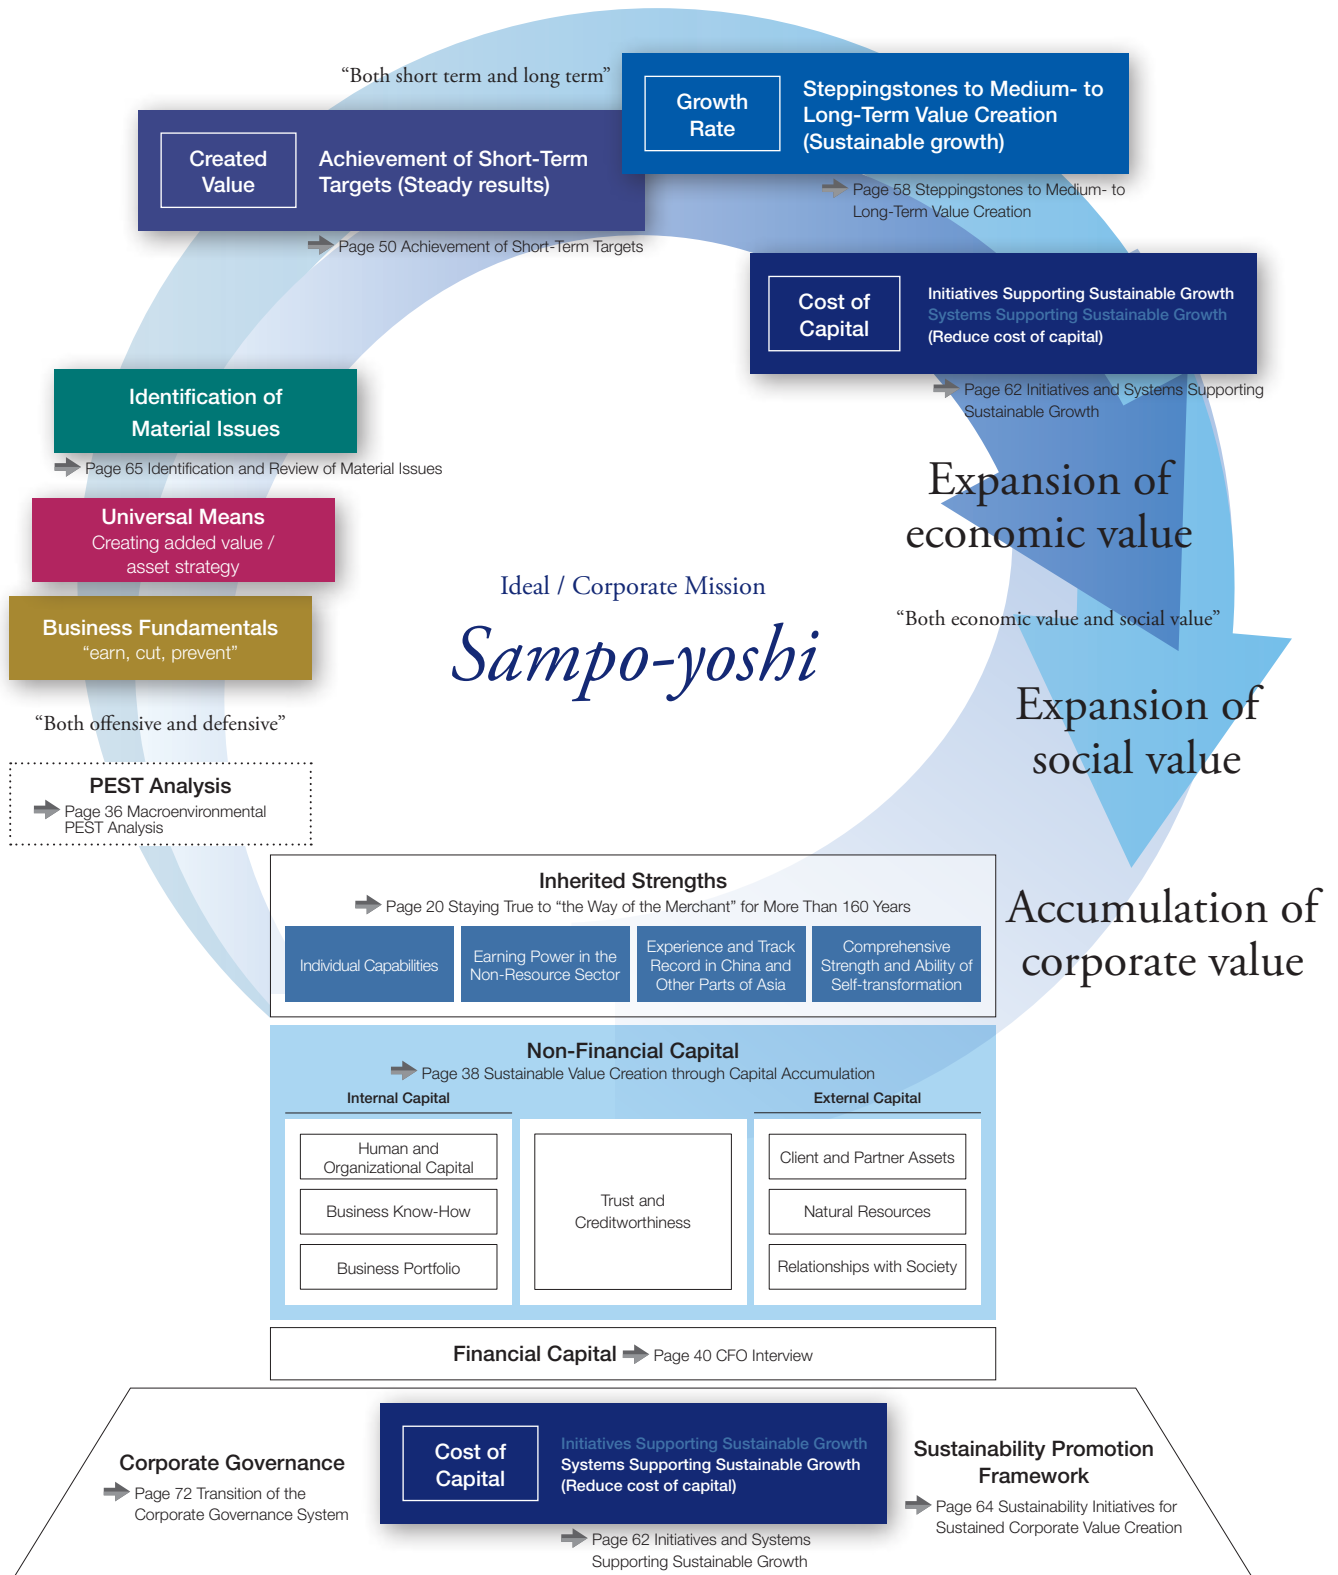 “Both short term and long term”
Growth
Rate
Steppingstones to Medium- to
Long-Term Value Creation
(Sustainable growth)
Page 58 Steppingstones to Medium- to
Long-Term Value Creation
Created
Value
Achievement of Short-Term
Targets (Steady results)
Page 50 Achievement of Short-Term Targets
Cost of
Capital
Initiatives Supporting Sustainable Growth
Systems Supporting Sustainable Growth
(Reduce cost of capital)
Page 62 Initiatives and Systems Supporting
Sustainable Growth
Identification of
Material Issues
Page 65 Identification and Review of Material Issues
Universal Means
Creating added value /
asset strategy
Business Fundamentals
“earn, cut, prevent”
“Both offensive and defensive”
PEST Analysis
Page 36 Macroenvironmental
PEST Analysis
Ideal / Corporate Mission
Sampo-yoshi
Expansion of
economic value
“Both economic value and social value”
Expansion of
social value
Accumulation of
corporate value
Inherited Strengths
Page 20 Staying True to “the Way of the Merchant” for More Than 160 Years
Individual Capabilities
Earning Power in the
Non-Resource Sector
Experience and Track
Record in China and
Other Parts of Asia
Comprehensive
Strength and Ability of
Self-transformation
Non-Financial Capital
Page 38 Sustainable Value Creation through Capital Accumulation
Internal Capital
Human and
Organizational Capital
Business Know-How
Business Portfolio
Trust and
Creditworthiness
External Capital
Client and Partner Assets
Natural Resources
Relationships with Society
Financial Capital Page 40 CFO Interview
Corporate Governance
Page 72 Transition of the
Corporate Governance System
Cost of
Capital
Initiatives Supporting Sustainable Growth
Systems Supporting Sustainable Growth
(Reduce cost of capital)
Page 62 Initiatives and Systems
Supporting Sustainable Growth
Sustainability Promotion
Framework
Page 64 Sustainability Initiatives for
Sustained Corporate Value Creation